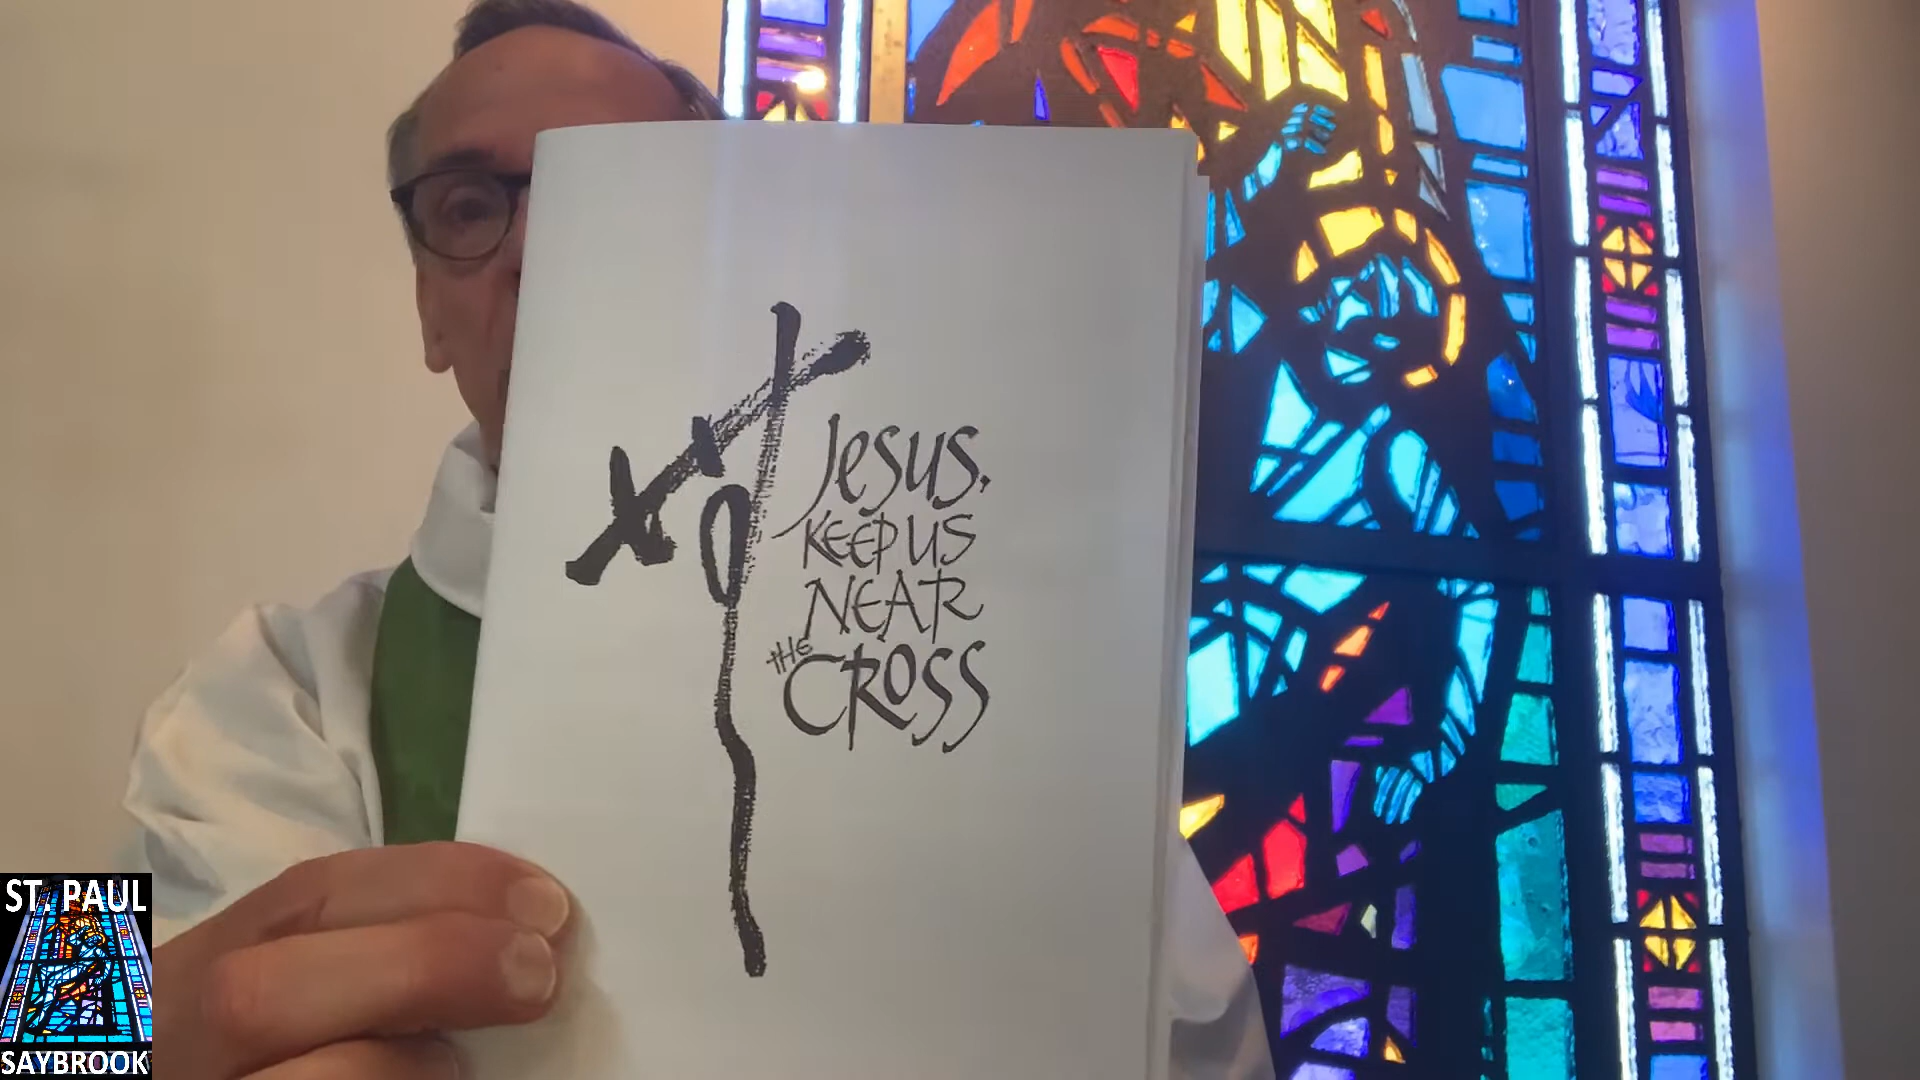 Jesus,
KEEP US
NEAR
THE
CROSS
ST. PAUL
SAYBROOK